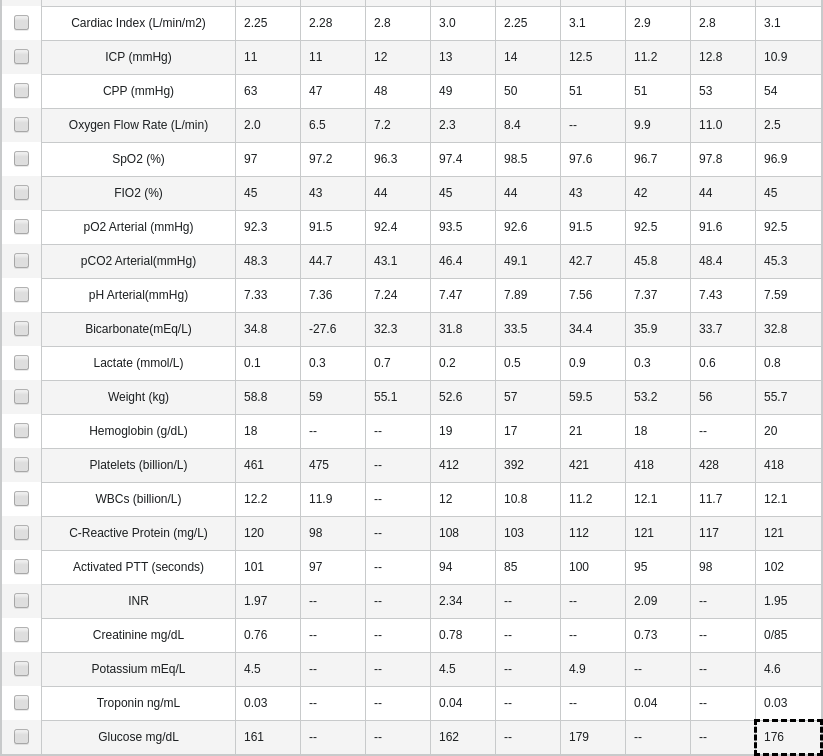 Cardiac Index (L/min/m2) 2.25 2.28 2.8 3.0 2.25 3.1 2.9 2.8 3.1
ICP (mmHg) 11 11 12 13 14 12.5 11.2 12.8 10.9
CPP (mmHg) 63 47 48 49 50 51 51 53 54
Oxygen Flow Rate (L/min) 2.0 6.5 7.2 2.3 8.4 -- 9.9 11.0 2.5
SpO2 (%) 97 97.2 96.3 97.4 98.5 97.6 96.7 97.8 96.9
FIO2 (%) 45 43 44 45 44 43 42 44 45
pO2 Arterial (mmHg) 92.3 91.5 92.4 93.5 92.6 91.5 92.5 91.6 92.5
pCO2 Arterial(mmHg) 48.3 44.7 43.1 46.4 49.1 42.7 45.8 48.4 45.3
pH Arterial(mmHg) 7.33 7.36 7.24 7.47 7.89 7.56 7.37 7.43 7.59
Bicarbonate(mEq/L) 34.8 -27.6 32.3 31.8 33.5 34.4 35.9 33.7 32.8
Lactate (mmol/L) 0.1 0.3 0.7 0.2 0.5 0.9 0.3 0.6 0.8
Weight (kg) 58.8 59 55.1 52.6 57 59.5 53.2 56 55.7
Hemoglobin (g/dL) 18 -- -- 19 17 21 18 -- 20
Platelets (billion/L) 461 475 -- 412 392 421 418 428 418
WBCs (billion/L) 12.2 11.9 -- 12 10.8 11.2 12.1 11.7 12.1
C-Reactive Protein (mg/L) 120 98 -- 108 103 112 121 117 121
Activated PTT (seconds) 101 97 -- 94 85 100 95 98 102
INR 1.97 -- -- 2.34 -- -- 2.09 -- 1.95
Creatinine mg/dL 0.76 -- -- 0.78 -- -- 0.73 -- 0/85
Potassium mEq/L 4.5 -- -- 4.5 -- 4.9 -- -- 4.6
Troponin ng/mL 0.03 -- -- 0.04 -- -- 0.04 -- 0.03
Glucose mg/dL 161 -- -- 162 -- 179 -- -- 176